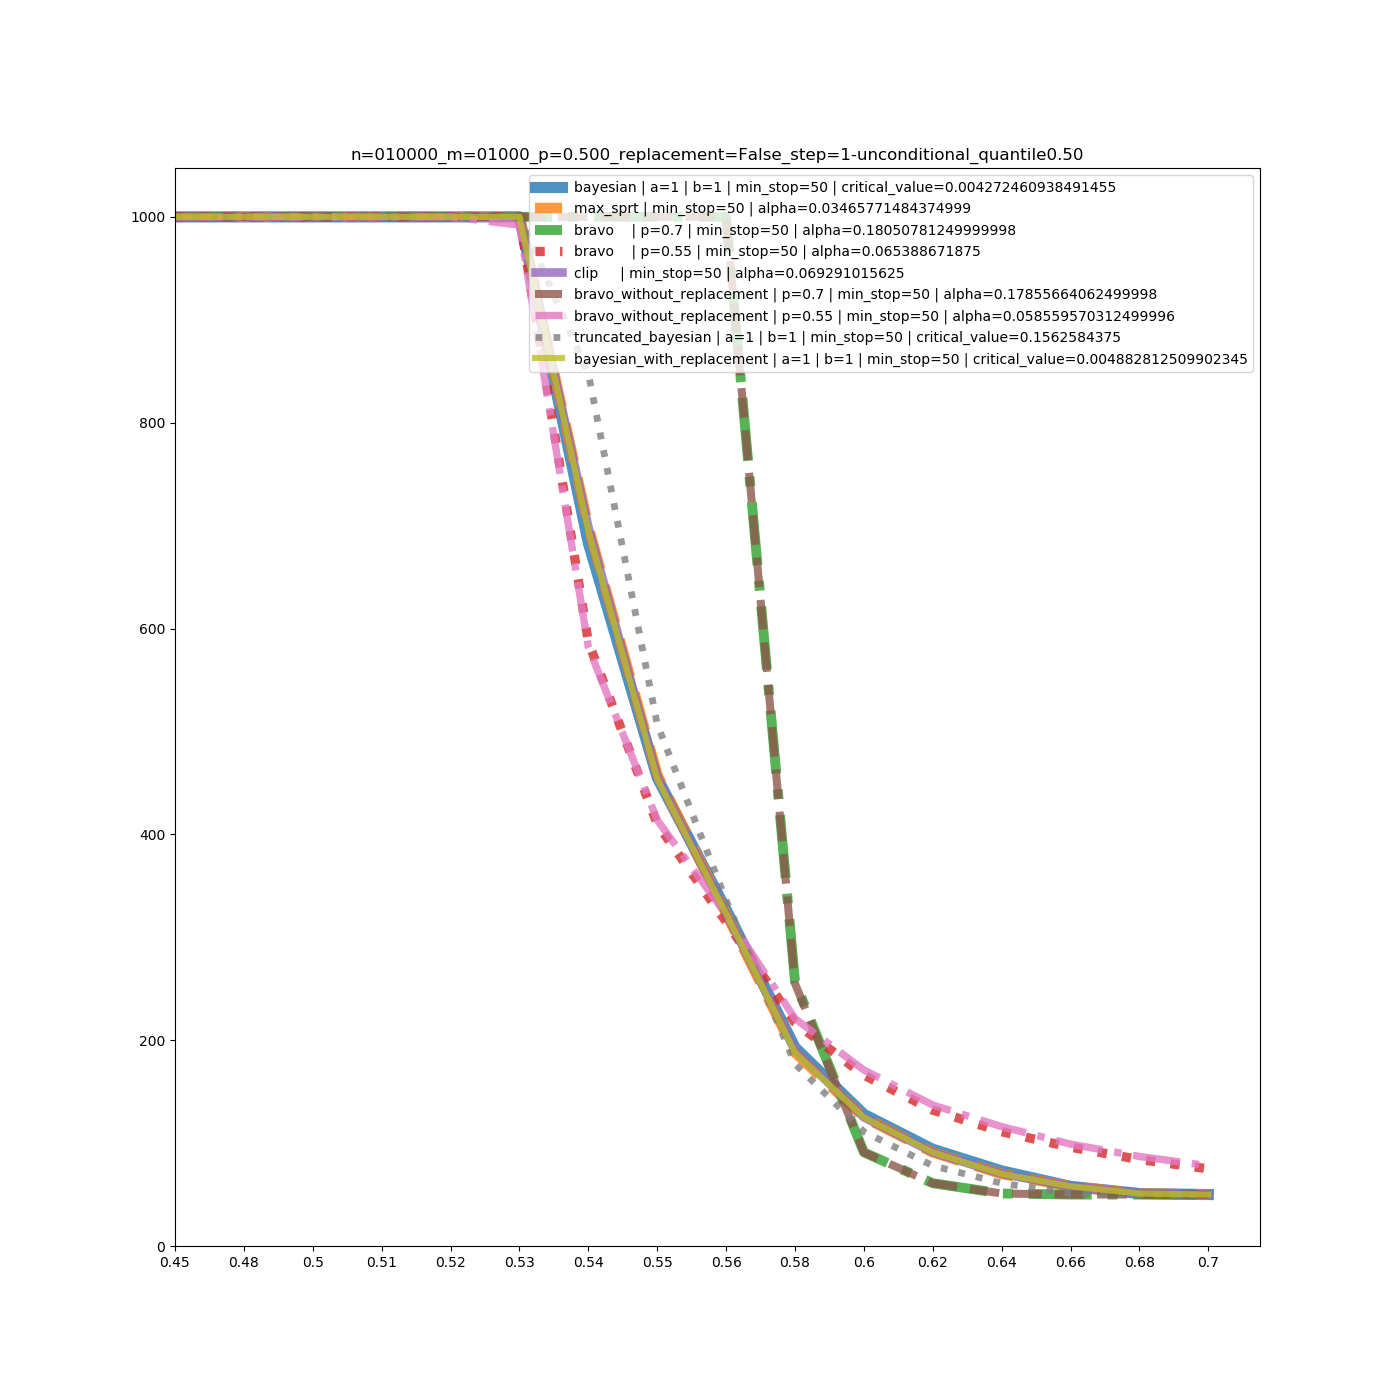 n=010000_m=01000_p=0.500_replacement=False_step=1-unconditional_quantile0.50
bayesian | a=1 | b=1 | min_stop=50 | critical_value=0.004272460938491455
max_sprt | min_stop=50 | alpha=0.03465771484374999
bravo    | p=0.7 | min_stop=50 | alpha=0.18050781249999998
bravo    | p=0.55 | min_stop=50 | alpha=0.065388671875
clip     | min_stop=50 | alpha=0.069291015625
bravo_without_replacement | p=0.7 | min_stop=50 | alpha=0.17855664062499998
bravo_without_replacement | p=0.55 | min_stop=50 | alpha=0.058559570312499996
truncated_bayesian | a=1 | b=1 | min_stop=50 | critical_value=0.1562584375
bayesian_with_replacement | a=1 | b=1 | min_stop=50 | critical_value=0.004882812509902345
1000
800
600
400
200
0
0.45 0.48 0.5 0.51 0.52 0.53 0.54 0.55 0.56 0.58 0.6 0.62 0.64 0.66 0.68 0.7